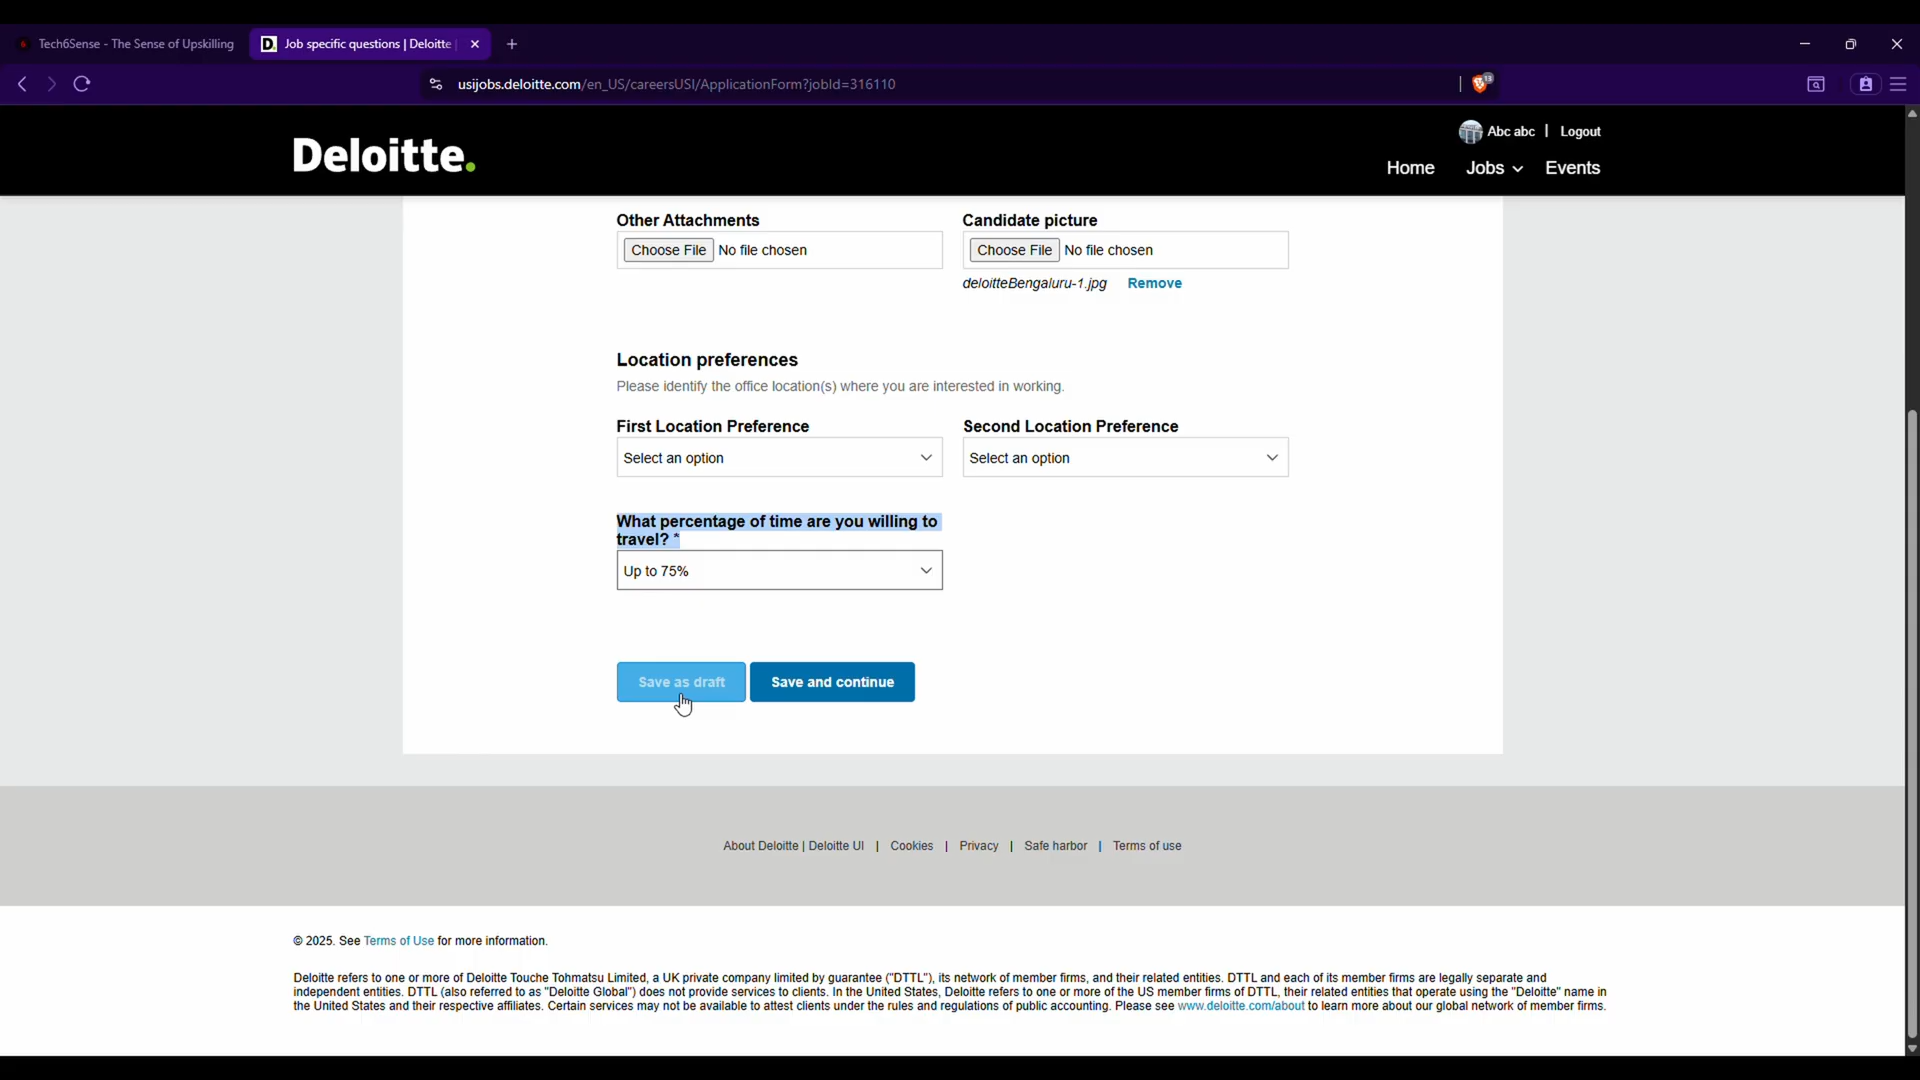 Tech6Sense - The Sense of Upskilling
D. Job specific questions | Deloitte
usijobs.deloitte.com/en_US/careersUSI/ApplicationForm?jobId=316110
13
Abc abc | Logout
Deloitte.
Home Jobs Events
Other Attachments
Candidate picture
Choose File No file chosen
Choose File No file chosen
deloitteBengaluru-1.jpg Remove
Location preferences
Please identify the office location(s) where you are interested in working.
First Location Preference
Second Location Preference
Select an option
Select an option
What percentage of time are you willing to
travel? *
Up to 75%
Save as draft
Save and continue
About Deloitte | Deloitte UI | Cookies | Privacy | Safe harbor | Terms of use
© 2025. See Terms of Use for more information.
Deloitte refers to one or more of Deloitte Touche Tohmatsu Limited, a UK private company limited by guarantee ("DTTL"), its network of member firms, and their related entities. DTTL and each of its member firms are legally separate and
independent entities. DTTL (also referred to as "Deloitte Global") does not provide services to clients. In the United States, Deloitte refers to one or more of the US member firms of DTTL, their related entities that operate using the "Deloitte" name in
the United States and their respective affiliates. Certain services may not be available to attest clients under the rules and regulations of public accounting. Please see www.deloitte.com/about to learn more about our global network of member firms.